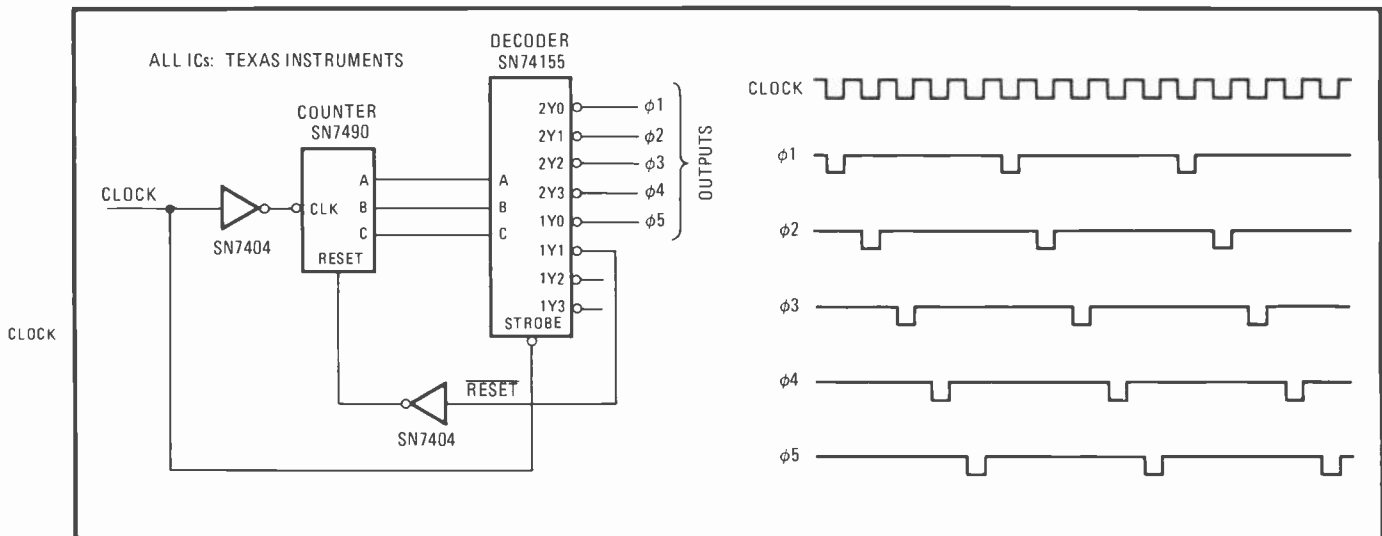 ALL ICs: TEXAS INSTRUMENTS
DECODER
SN74155
COUNTER
SN7490
CLOCK
SN7404
CLK
RESET
A
B
C
A
B
C
2Y0
2Y1
2Y2
2Y3
1Y0
1Y1
1Y2
1Y3
STROBE
ϕ1
ϕ2
ϕ3
ϕ4
ϕ5
OUTPUTS
RESET
SN7404
CLOCK
CLOCK
ϕ1
ϕ2
ϕ3
ϕ4
ϕ5